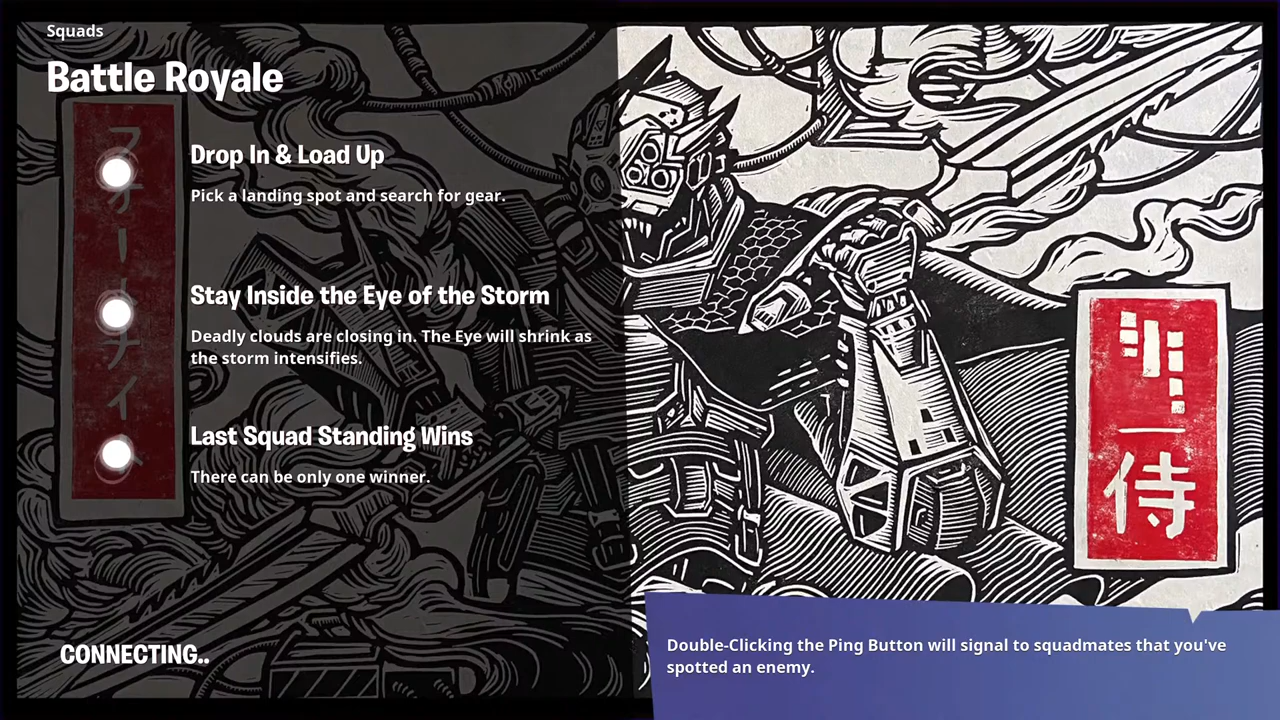 Squads
Battle Royale
Drop In & Load Up
Pick a landing spot and search for gear.
Stay Inside the Eye of the Storm
Deadly clouds are closing in. The Eye will shrink as
the storm intensifies.
Last Squad Standing Wins
There can be only one winner.
CONNECTING..
侍
Double-Clicking the Ping Button will signal to squadmates that you've
spotted an enemy.